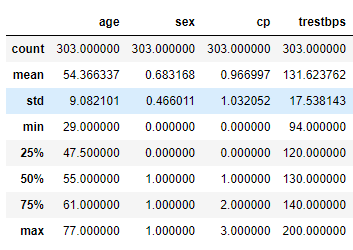 age sex cp trestbps
count 303.000000 303.000000 303.000000 303.000000
mean 54.366337 0.683168 0.966997 131.623762
std 9.082101 0.466011 1.032052 17.538143
min 29.000000 0.000000 0.000000 94.000000
25% 47.500000 0.000000 0.000000 120.000000
50% 55.000000 1.000000 1.000000 130.000000
75% 61.000000 1.000000 2.000000 140.000000
max 77.000000 1.000000 3.000000 200.000000